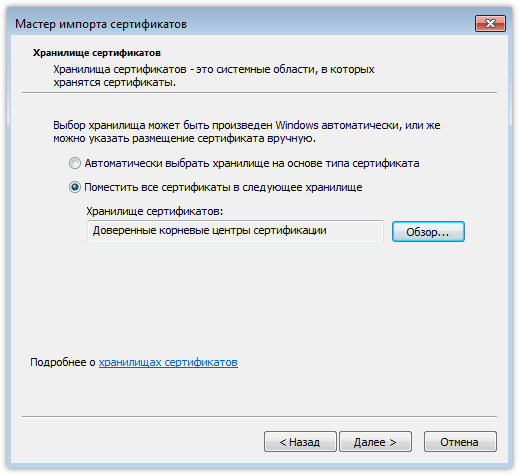 Мастер импорта сертификатов
Хранилище сертификатов
Хранилища сертификатов - это системные области, в которых
хранятся сертификаты.
Выбор хранилища может быть произведен Windows автоматически, или же
можно указать размещение сертификата вручную.
Автоматически выбрать хранилище на основе типа сертификата
Поместить все сертификаты в следующее хранилище
Хранилище сертификатов:
Доверенные корневые центры сертификации
Обзор...
Подробнее о хранилищах сертификатов
< Назад
Далее >
Отмена